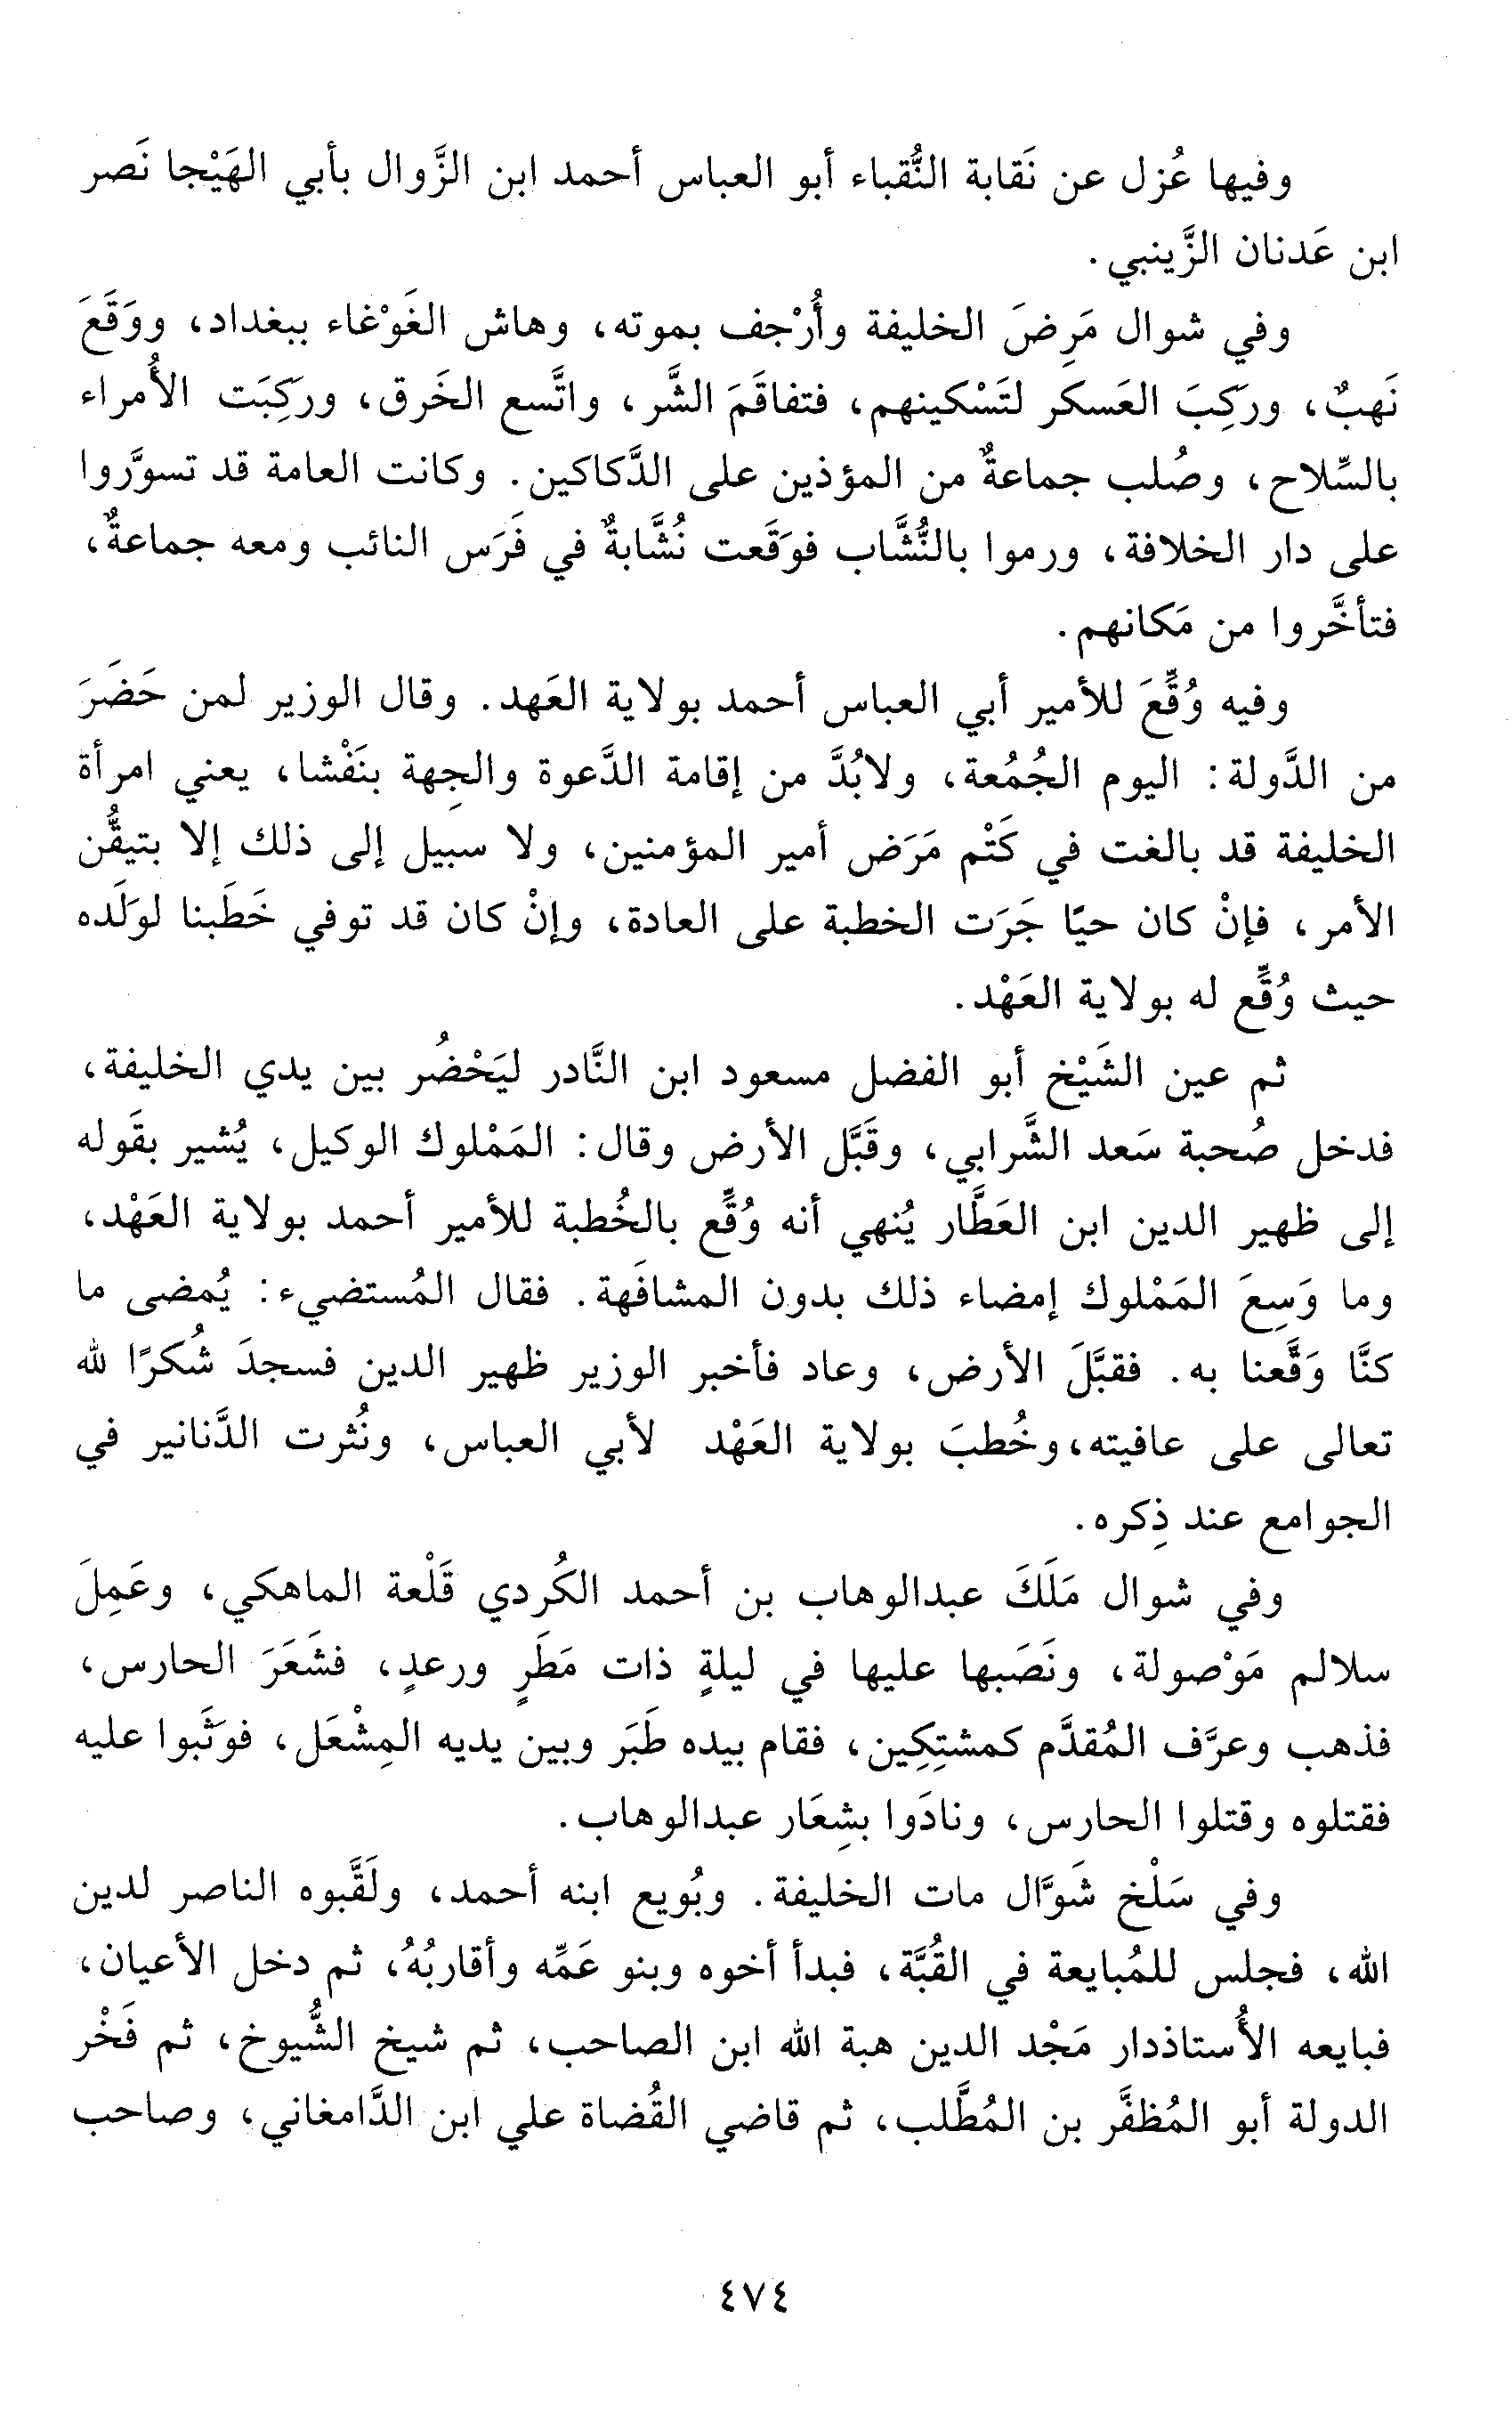 وفيها عُزل عن نَقابة النُّقباء أبو العباس أحمد ابن الزَّوال بأبي الهَيْجا نَصر
ابن عَدنان الزَّينبي.
وفي شوال مَرِضَ الخليفة وأُرْجف بموته، وهاش الغَوْغاء ببغداد، ووَقَعَ
نَهبٌ، ورَكِبَ العَسكر لتَسْكينهم، فتفاقَمَ الشَّر، واتَّسع الخَرق، ورَكِبَت الأُمراء
بالسِّلاح، وصُلب جماعةٌ من المؤذين على الدَّكاكين. وكانت العامة قد تسوَّروا
على دار الخلافة، ورموا بالنُّشَّاب فوَقَعت نُشَّابةٌ في فَرَس النائب ومعه جماعةٌ،
فتأخَّروا من مَكانهم.
وفيه وُقِّعَ للأمير أبي العباس أحمد بولاية العَهد. وقال الوزير لمن حَضَرَ
من الدَّولة: اليوم الجُمُعة، ولابُدَّ من إقامة الدَّعوة والجِهة بنَفْشا، يعني امرأة
الخليفة قد بالغت في كَتْم مَرَض أمير المؤمنين، ولا سبيل إلى ذلك إلا بتيقُّن
الأمر، فإنْ كان حيًا جَرَت الخطبة على العادة، وإنْ كان قد توفي خَطَبنا لولَده
حيث وُقِّع له بولاية العَهْد.
ثم عين الشَيْخ أبو الفضل مسعود ابن النَّادر ليَحْضُر بين يدي الخليفة،
فدخل صُحبة سَعد الشَّرابي، وقَبَّل الأرض وقال: المَمْلوك الوكيل، يُشير بقَوله
إلى ظهير الدين ابن العَطَّار يُنهي أنه وُقِّع بالخُطبة للأمير أحمد بولاية العَهْد،
وما وَسِعَ المَمْلوك إمضاء ذلك بدون المشافَهة. فقال المُستضيء: يُمضى ما
كنَّا وَقَّعنا به. فقبَّلَ الأرض، وعاد فأخبر الوزير ظهير الدين فسجدَ شُكرًا لله
تعالى على عافيته، وخُطبَ بولاية العَهْد لأبي العباس، ونُثرت الدَّنانير في
الجوامع عند ذِكره.
وفي شوال مَلَكَ عبدالوهاب بن أحمد الكُردي قَلْعة الماهكي، وعَمِلَ
سلالم مَوْصولة، ونَصَبها عليها في ليلةٍ ذات مَطَرٍ ورعدٍ، فشَعَرَ الحارس،
فذهب وعرَّف المُقدَّم كمشتِكِين، فقام بيده طَبَر وبين يديه المِشْعَل، فوَثَبوا عليه
فقتلوه وقتلوا الحارس، ونادَوا بشِعَار عبدالوهاب.
وفي سَلْخ شَوَّال مات الخليفة. وبُويع ابنه أحمد، ولَقَّبوه الناصر لدين
الله، فجلس للمُبايعة في القُبَّة، فبدأ أخوه وبنو عَمِّه وأقاربُهُ، ثم دخل الأعيان،
فبايعه الأُستاذدار مَجْد الدين هبة الله ابن الصاحب، ثم شيخ الشُّيوخ، ثم فَخْر
الدولة أبو المُظفَّر بن المُطَّلب، ثم قاضي القُضاة علي ابن الدَّامغاني، وصاحب
٤٧٤